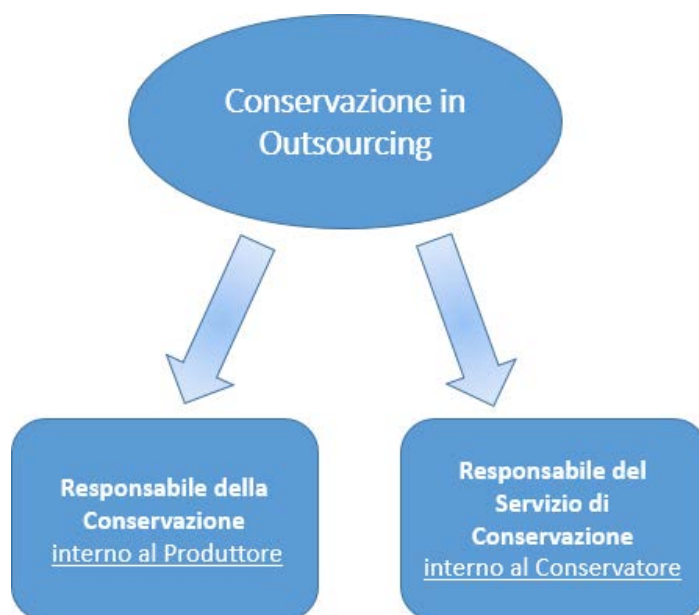 Conservazione in
Outsourcing
Responsabile della
Conservazione
interno al Produttore
Responsabile del
Servizio di
Conservazione
interno al Conservatore